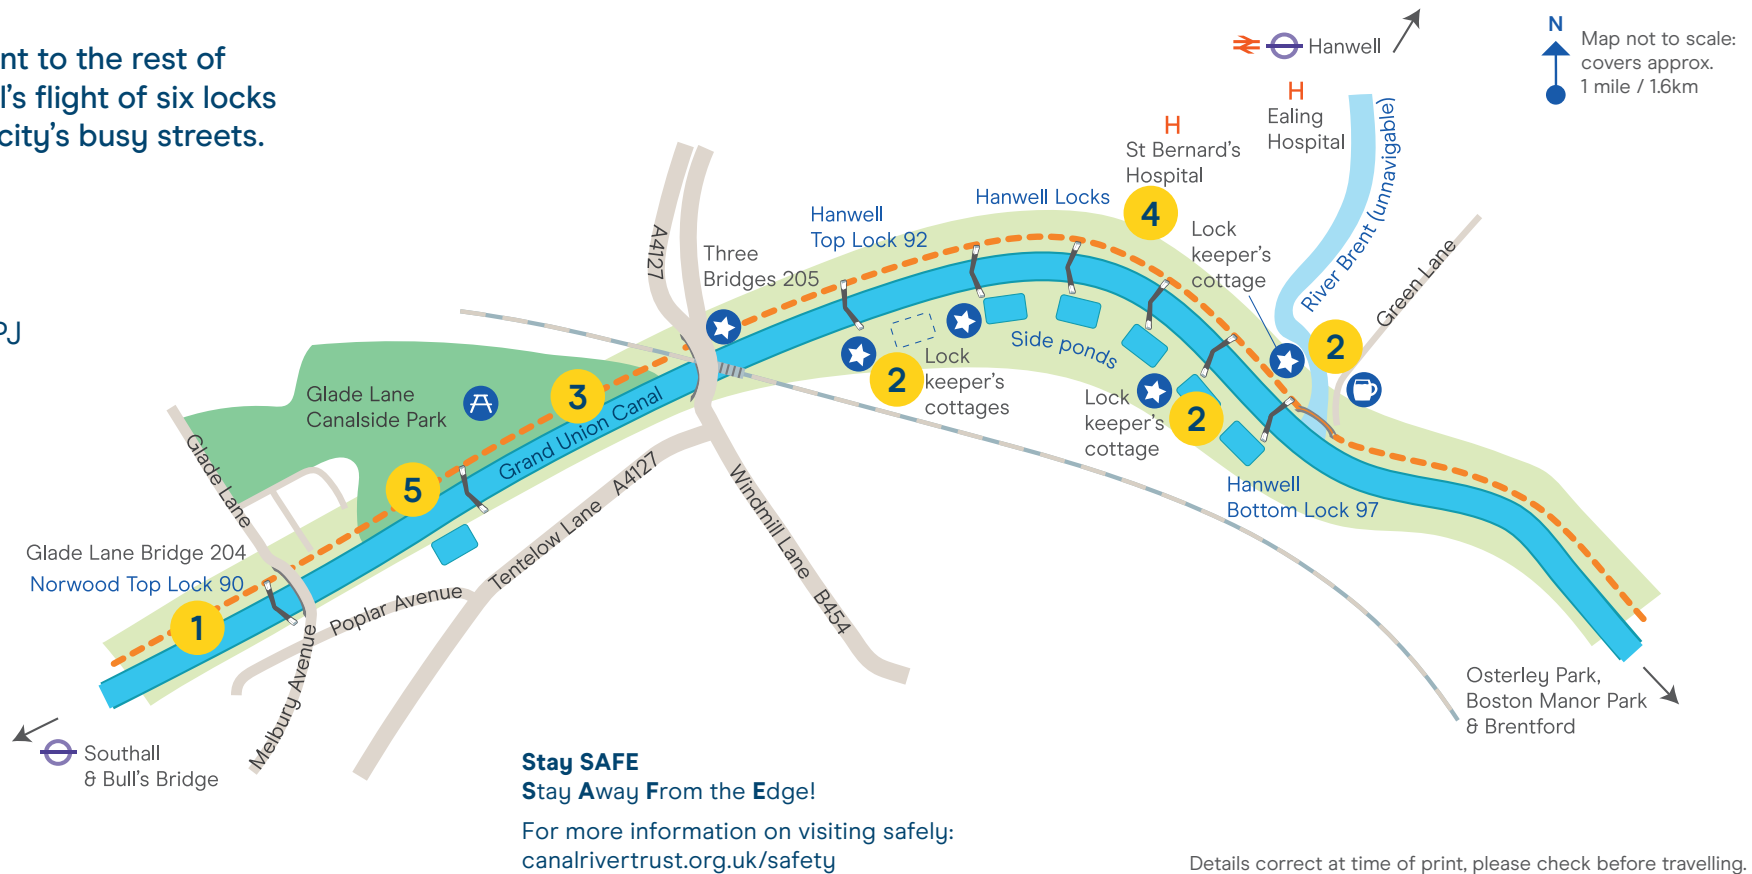 nt to the rest of
l's flight of six locks
city's busy streets.
PJ
Hanwell
N
Map not to scale:
covers approx.
1 mile / 1.6km
H
Ealing
Hospital
H
St Bernard's
Hospital
4
River Brent (unnavigable)
Green Lane
Hanwell Locks
Hanwell
Top Lock 92
Lock
keeper's
cottage
A4127
Three
Bridges 205
Side ponds
2
2
Lock
keeper's
cottages
Lock
keeper's
cottage
2
Glade Lane
Canalside Park
3
Grand Union Canal
Glade Lane
5
Hanwell
Bottom Lock 97
Tentelow Lane A4127
Windmill Lane B454
Glade Lane Bridge 204
Norwood Top Lock 90
1
Poplar Avenue
Melbury Avenue
Southall
& Bull's Bridge
Osterley Park,
Boston Manor Park
& Brentford
Stay SAFE
Stay Away From the Edge!
For more information on visiting safely:
canalrivertrust.org.uk/safety
Details correct at time of print, please check before travelling.